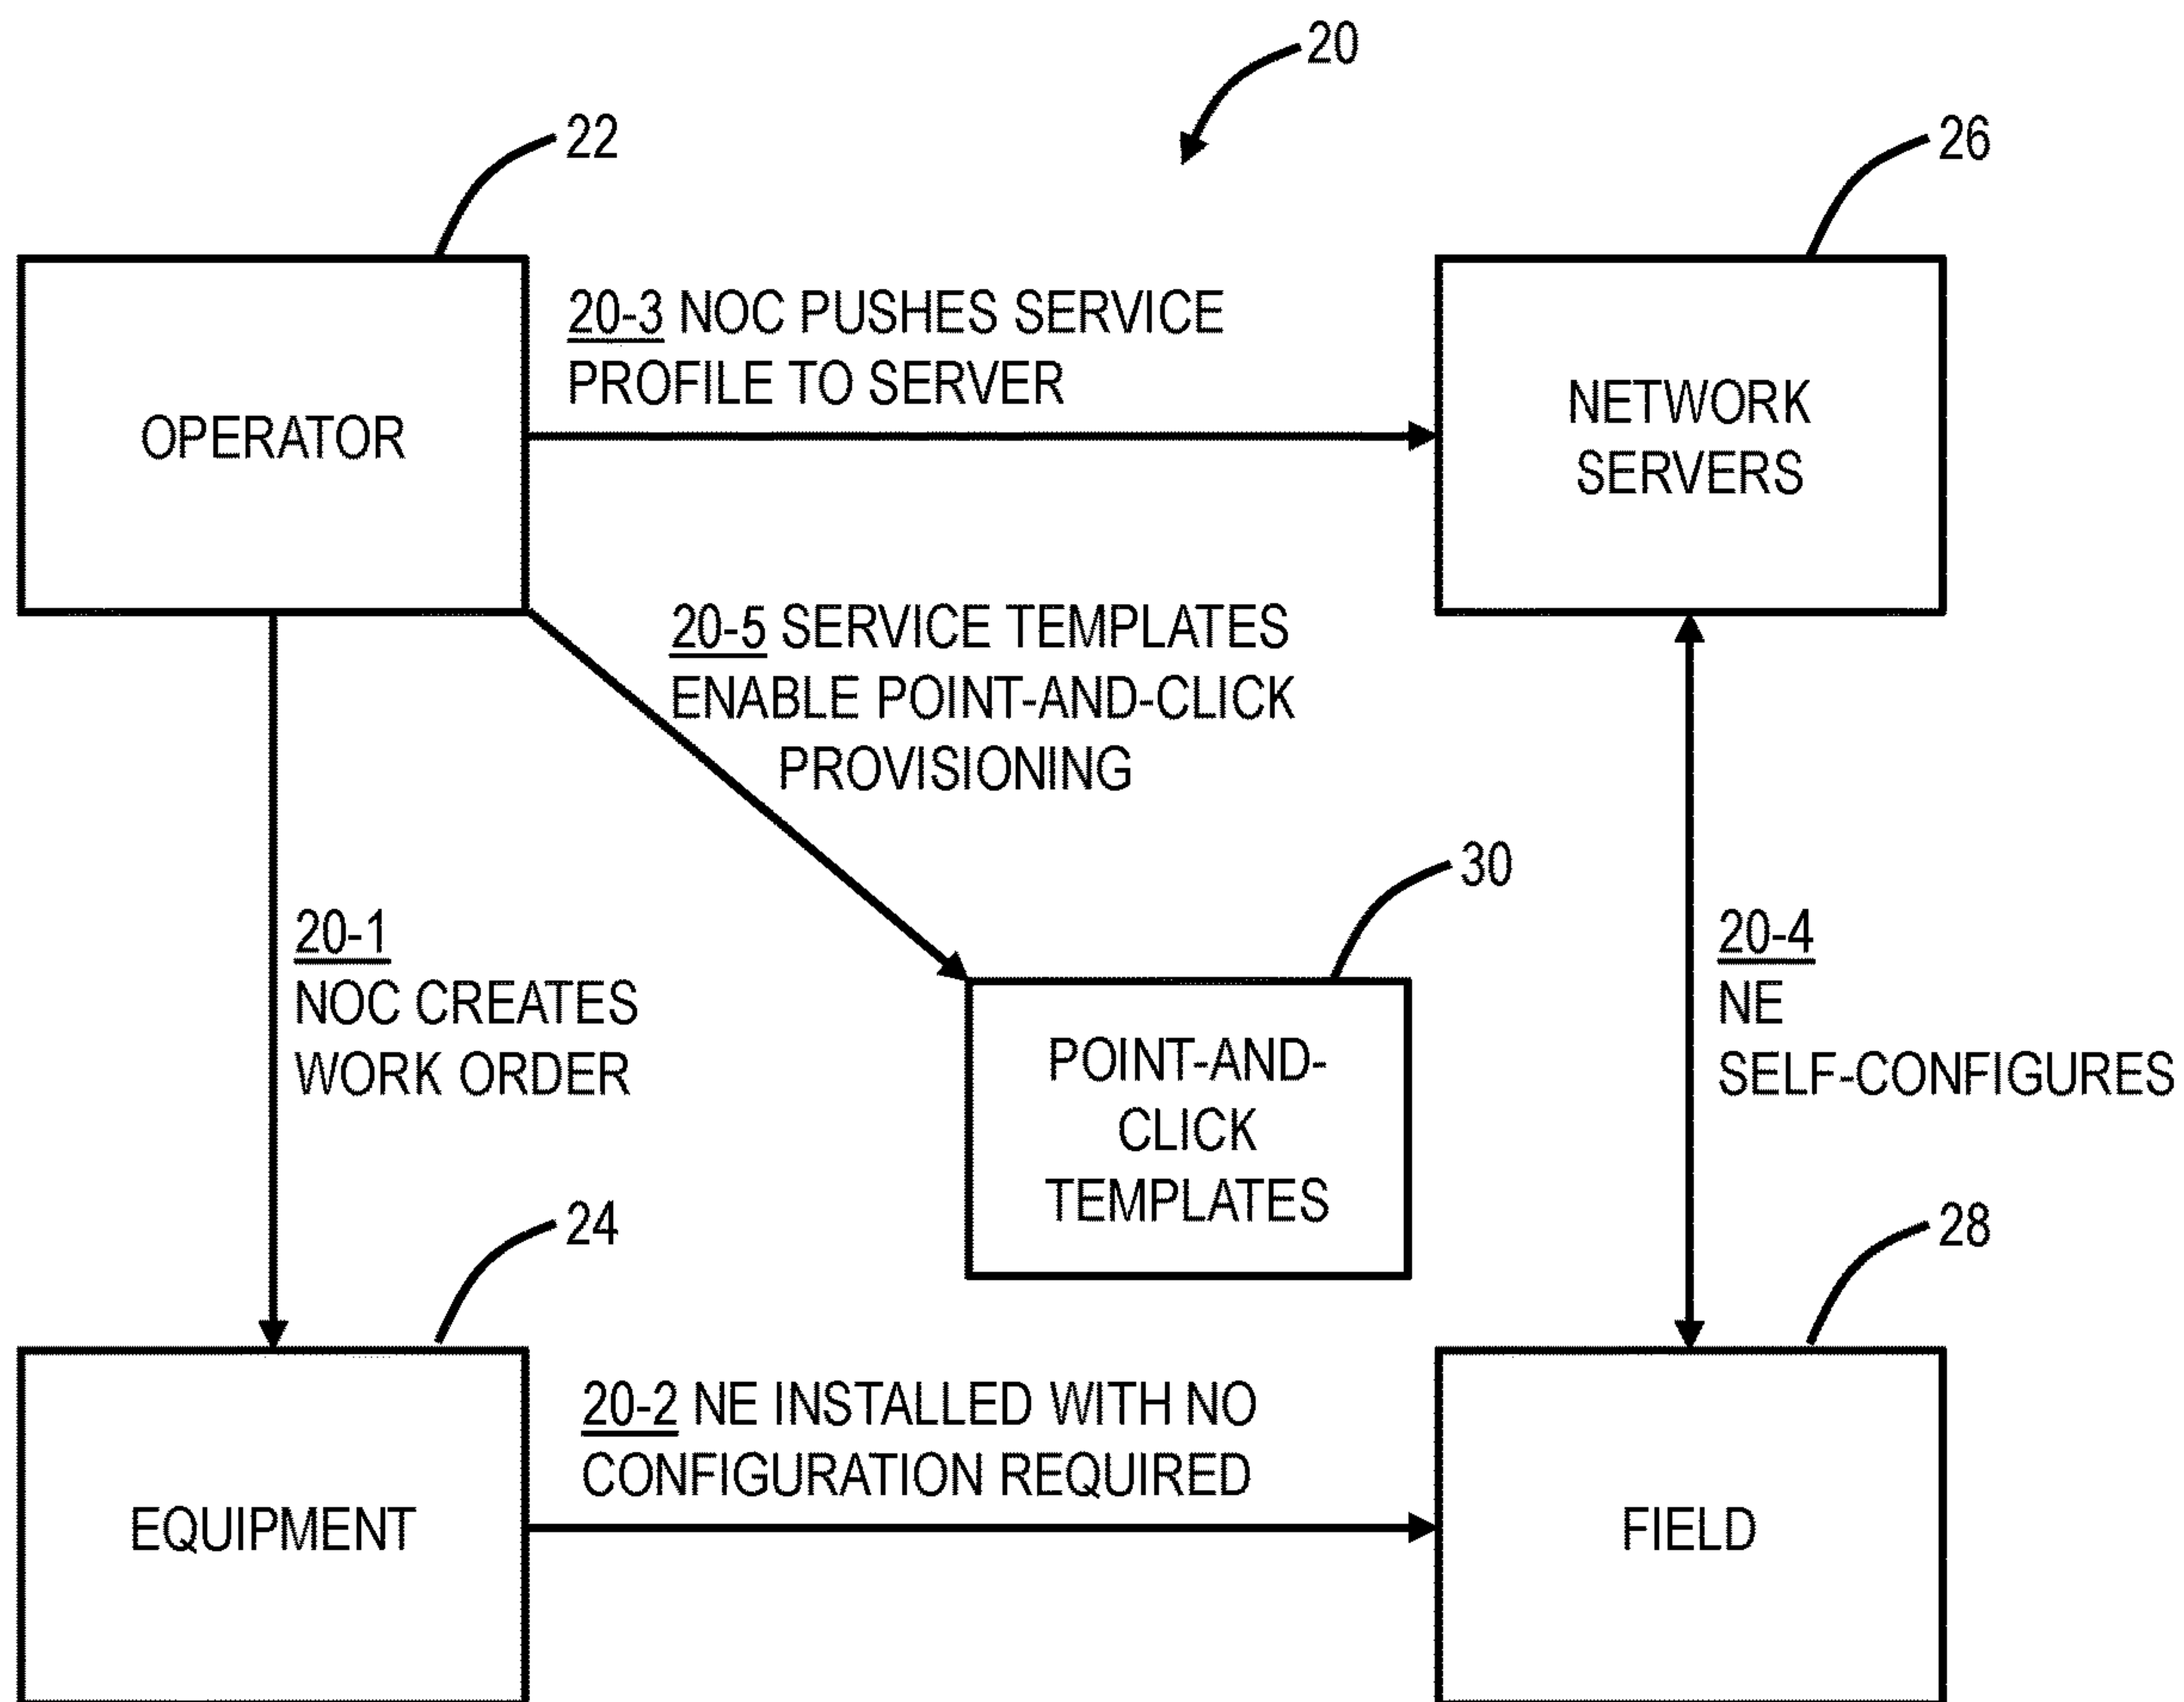 20
22
26
OPERATOR
20-3 NOC PUSHES SERVICE
PROFILE TO SERVER
NETWORK
SERVERS
20-5 SERVICE TEMPLATES
ENABLE POINT-AND-CLICK
PROVISIONING
20-1
NOC CREATES
WORK ORDER
30
POINT-AND-
CLICK
TEMPLATES
20-4
NE
SELF-CONFIGURES
24
28
EQUIPMENT
20-2 NE INSTALLED WITH NO
CONFIGURATION REQUIRED
FIELD